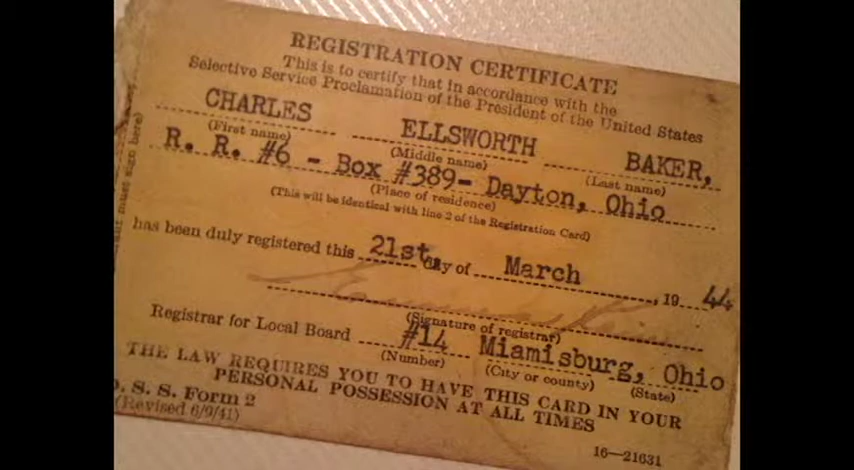 REGISTRATION CERTIFICATE
This is to certify that in accordance with the
Selective Service Proclamation of the President of the United States
CHARLES ELLSWORTH BAKER,
(First name) (Middle name) (Last name)
R. R. #6 - Box #389- Dayton, Ohio
(Place of residence)
(This will be identical with line 2 of the Registration Card)
has been duly registered this 21st. day of March, 1944
(Signature of registrar)
Registrar for Local Board #14 Miamisburg, Ohio
(Number) (City or county) (State)
THE LAW REQUIRES YOU TO HAVE THIS CARD IN YOUR
PERSONAL POSSESSION AT ALL TIMES
S. S. Form 2
(Revised 6/9/41)
16—21631
must sign here)